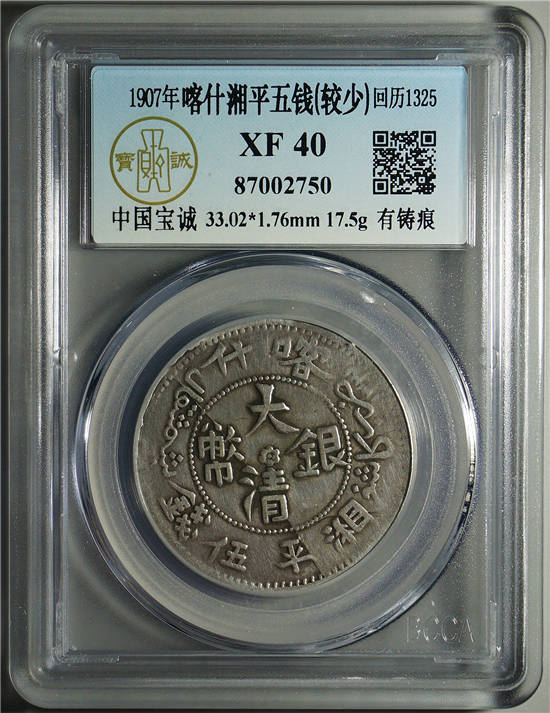 1907年 喀什湘平五钱(较少) 回历1325
XF 40
寶 誠
87002750
中国宝诚 33.02*1.76mm 17.5g 有铸痕
喀什
大清銀幣
湘平伍錢
BCCA